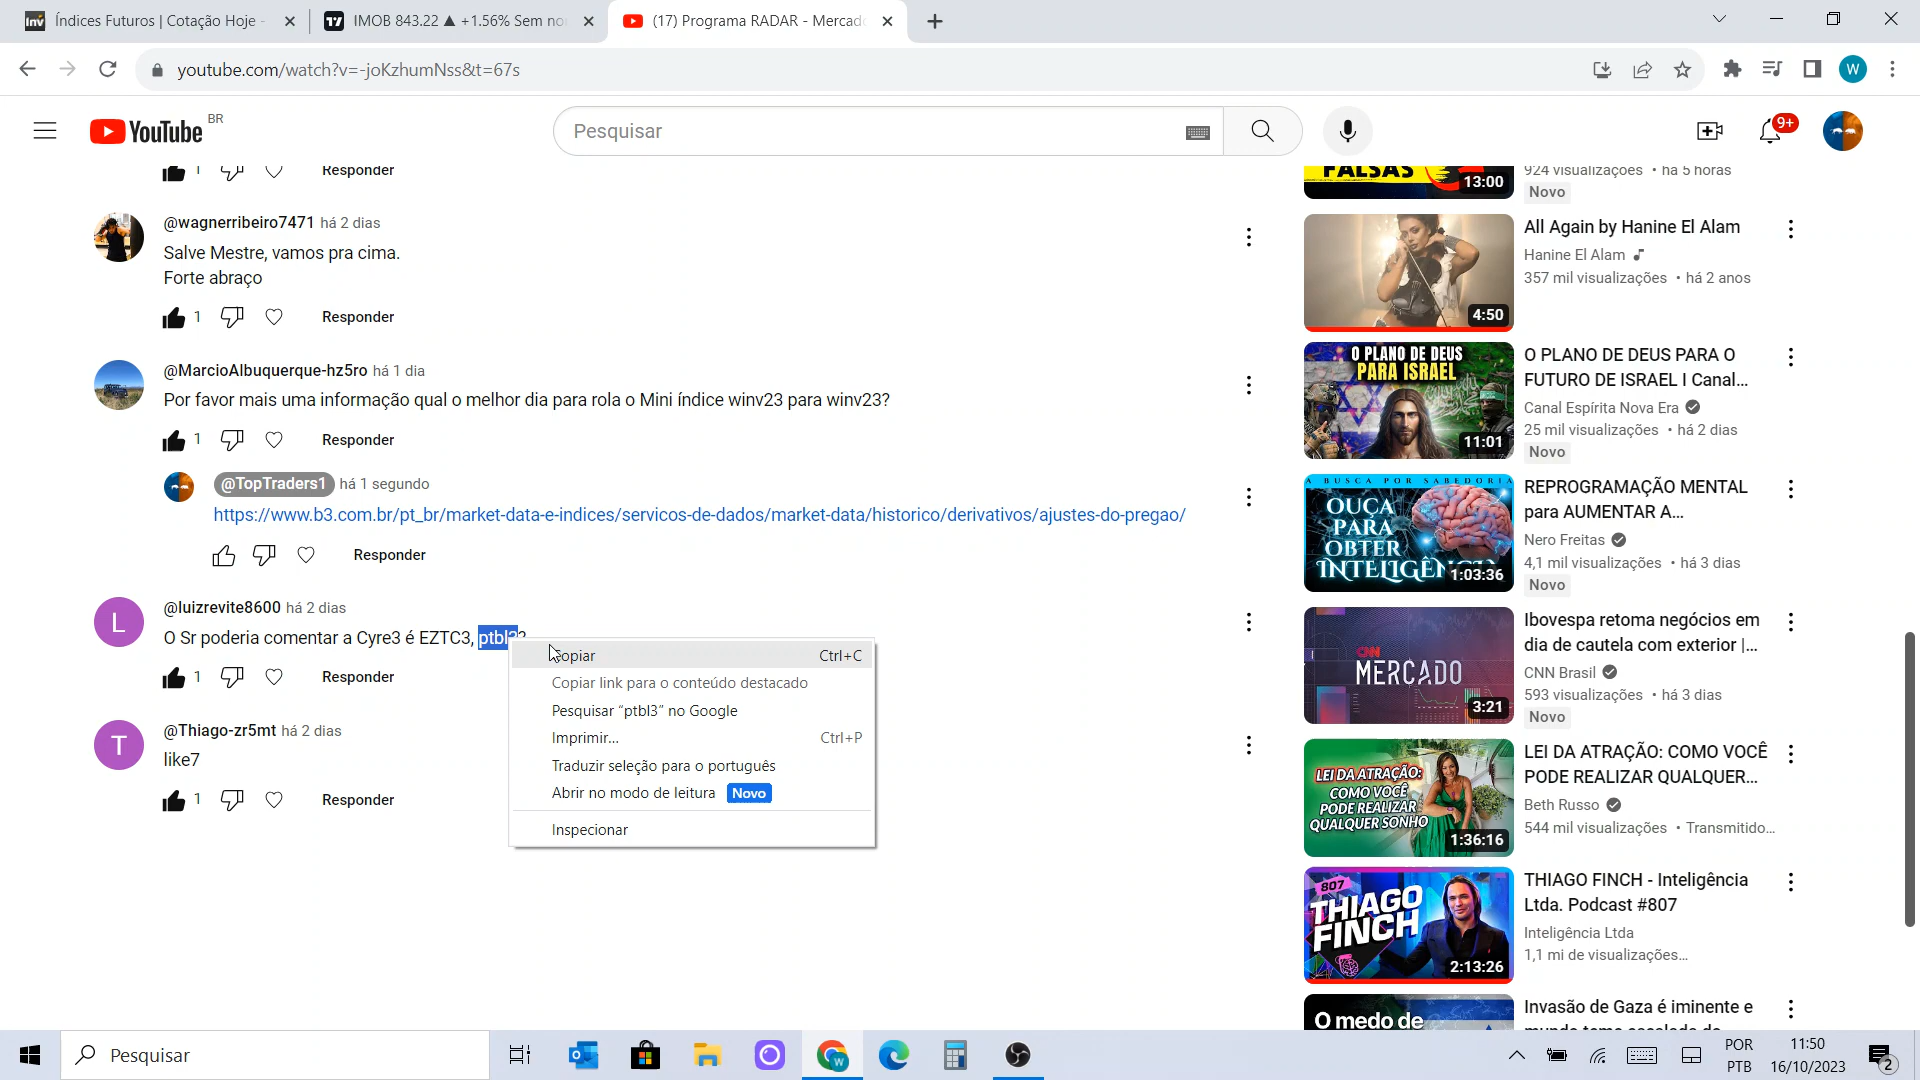 Índices Futuros | Cotação Hoje -
IMOB 843.22 ▲ +1.56% Sem no
(17) Programa RADAR - Mercad
youtube.com/watch?v=-joKzhumNss&t=67s
W
YouTube
BR
Pesquisar
9+
1
Responder
@wagnerribeiro7471 há 2 dias
Salve Mestre, vamos pra cima.
Forte abraço
1
Responder
@MarcioAlbuquerque-hz5ro há 1 dia
Por favor mais uma informação qual o melhor dia para rola o Mini índice winv23 para winv23?
1
Responder
@TopTraders1 há 1 segundo
https://www.b3.com.br/pt_br/market-data-e-indices/servicos-de-dados/market-data/historico/derivativos/ajustes-do-pregao/
Responder
L
@luizrevite8600 há 2 dias
O Sr poderia comentar a Cyre3 é EZTC3, ptbl3?
1
Responder
T
@Thiago-zr5mt há 2 dias
like7
1
Responder
Copiar Ctrl+C
Copiar link para o conteúdo destacado
Pesquisar “ptbl3” no Google
Imprimir... Ctrl+P
Traduzir seleção para o português
Abrir no modo de leitura Novo
Inspecionar
FALSAS
13:00
924 visualizações • há 5 horas
Novo
4:50
All Again by Hanine El Alam
Hanine El Alam
357 mil visualizações • há 2 anos
O PLANO DE DEUS
PARA ISRAEL
11:01
O PLANO DE DEUS PARA O
FUTURO DE ISRAEL I Canal...
Canal Espírita Nova Era
25 mil visualizações • há 2 dias
Novo
A BUSCA POR SABEDORIA
OUÇA
PARA
OBTER
1:03:36
REPROGRAMAÇÃO MENTAL
para AUMENTAR A...
Nero Freitas
4,1 mil visualizações • há 3 dias
Novo
CNN
MERCADO
3:21
Ibovespa retoma negócios em
dia de cautela com exterior |...
CNN Brasil
593 visualizações • há 3 dias
Novo
LEI DA ATRAÇÃO:
COMO VOCÊ
PODE REALIZAR
QUALQUER SONHO
1:36:16
LEI DA ATRAÇÃO: COMO VOCÊ
PODE REALIZAR QUALQUER...
Beth Russo
544 mil visualizações • Transmitido...
807
THIAGO
FINCH
2:13:26
THIAGO FINCH - Inteligência
Ltda. Podcast #807
Inteligência Ltda
1,1 mi de visualizações...
O medo de
Invasão de Gaza é iminente e
Pesquisar
POR
PTB
11:50
16/10/2023
2